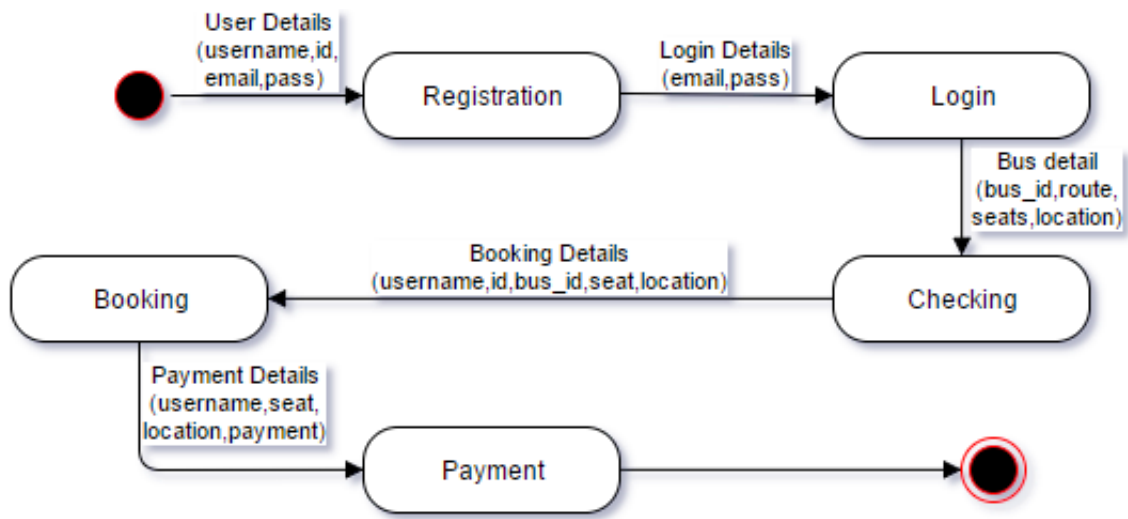 User Details
(username,id,
email,pass)
Registration
Login Details
(email,pass)
Login
Bus detail
(bus_id,route,
seats,location)
Checking
Booking Details
(username,id,bus_id,seat,location)
Booking
Payment Details
(username,seat,
location,payment)
Payment